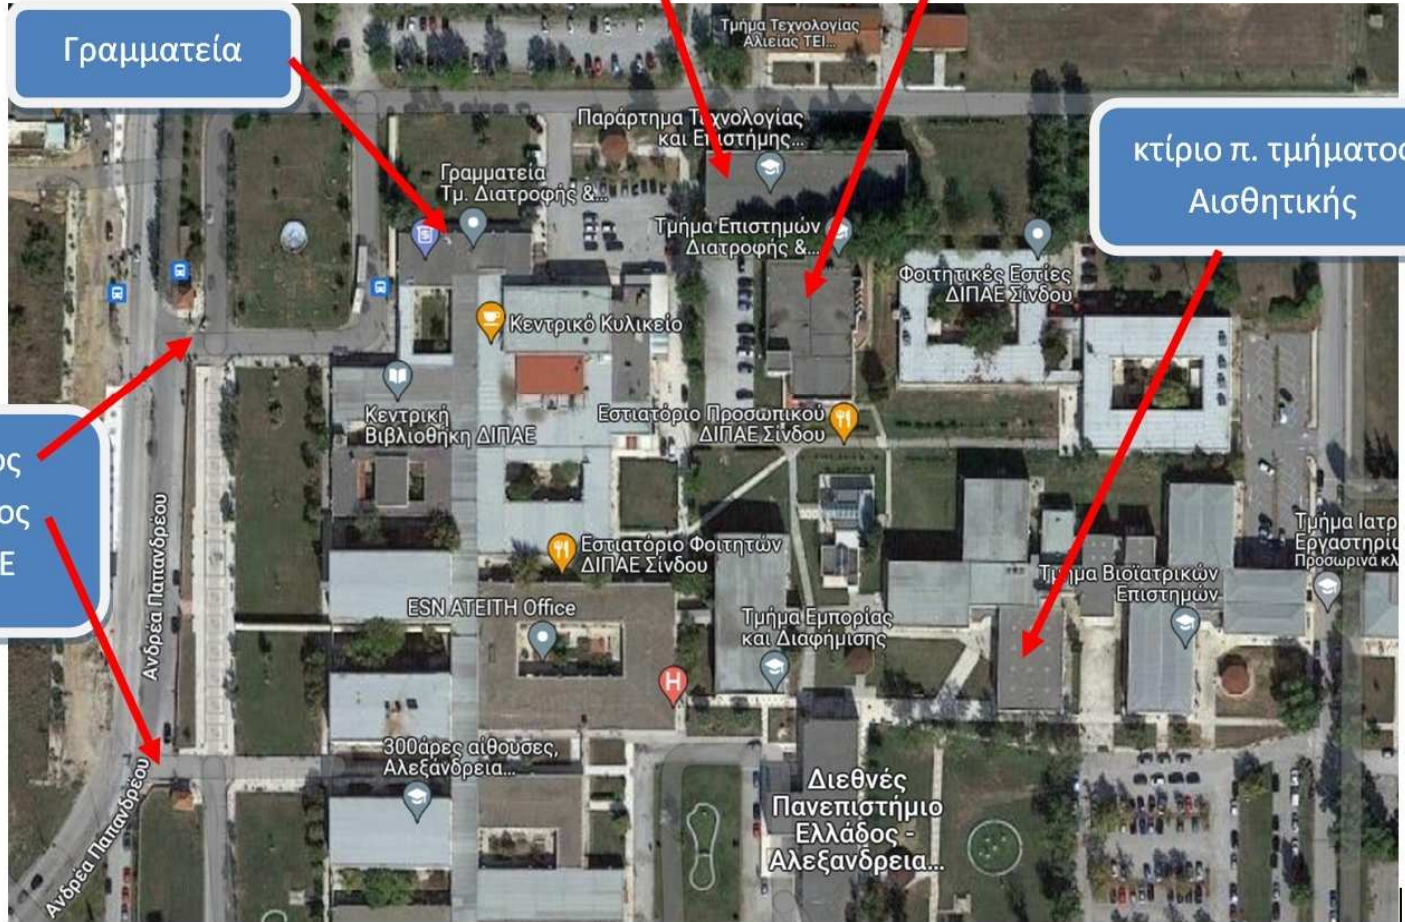 Γραμματεία
Τμήμα Τεχνολογίας
Αλιείας ΤΕΙ...
Παράρτημα Τεχνολογίας
και Επιστήμης...
κτίριο π. τμήματος
Αισθητικής
Γραμματεία
Τμ. Διατροφής &...
Τμήμα Επιστημών
Διατροφής &...
Φοιτητικές Εστίες
ΔΙΠΑΕ Σίνδου
Κεντρικό Κυλικείο
Κεντρική
Βιβλιοθήκη ΔΙΠΑΕ
Εστιατόριο Προσωπικού
ΔΙΠΑΕ Σίνδου
ος
ος
Ε
Ανδρέα Παπανδρέου
Εστιατόριο Φοιτητών
ΔΙΠΑΕ Σίνδου
ESN ATEITH Office
Τμήμα Εμπορίας
και Διαφήμισης
Τμήμα Βιοϊατρικών
Επιστημών
Τμήμα Ιατρ
Εργαστηριω
Προσωρινά κλ
H
300άρες αίθουσες,
Αλεξάνδρεια...
Διεθνές
Πανεπιστήμιο
Ελλάδος -
Αλεξανδρεια...
Ανδρέα Παπανδρέου